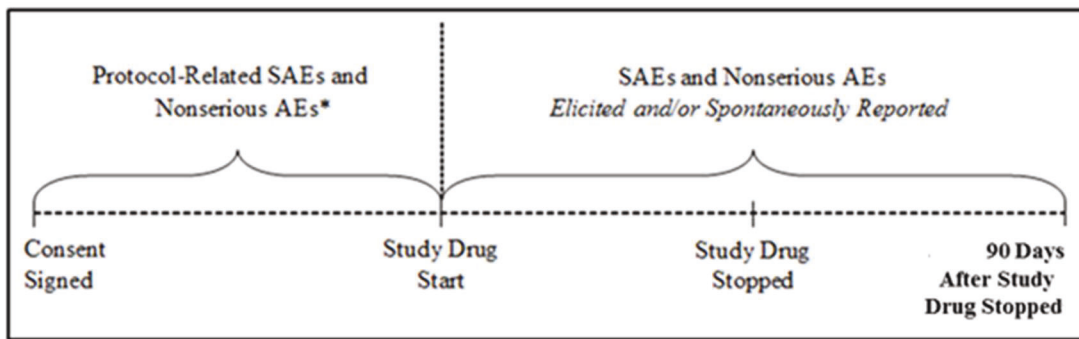 Protocol-Related SAEs and
Nonserious AEs*
SAEs and Nonserious AEs
Elicited and/or Spontaneously Reported
Consent
Signed
Study Drug
Start
Study Drug
Stopped
90 Days
After Study
Drug Stopped